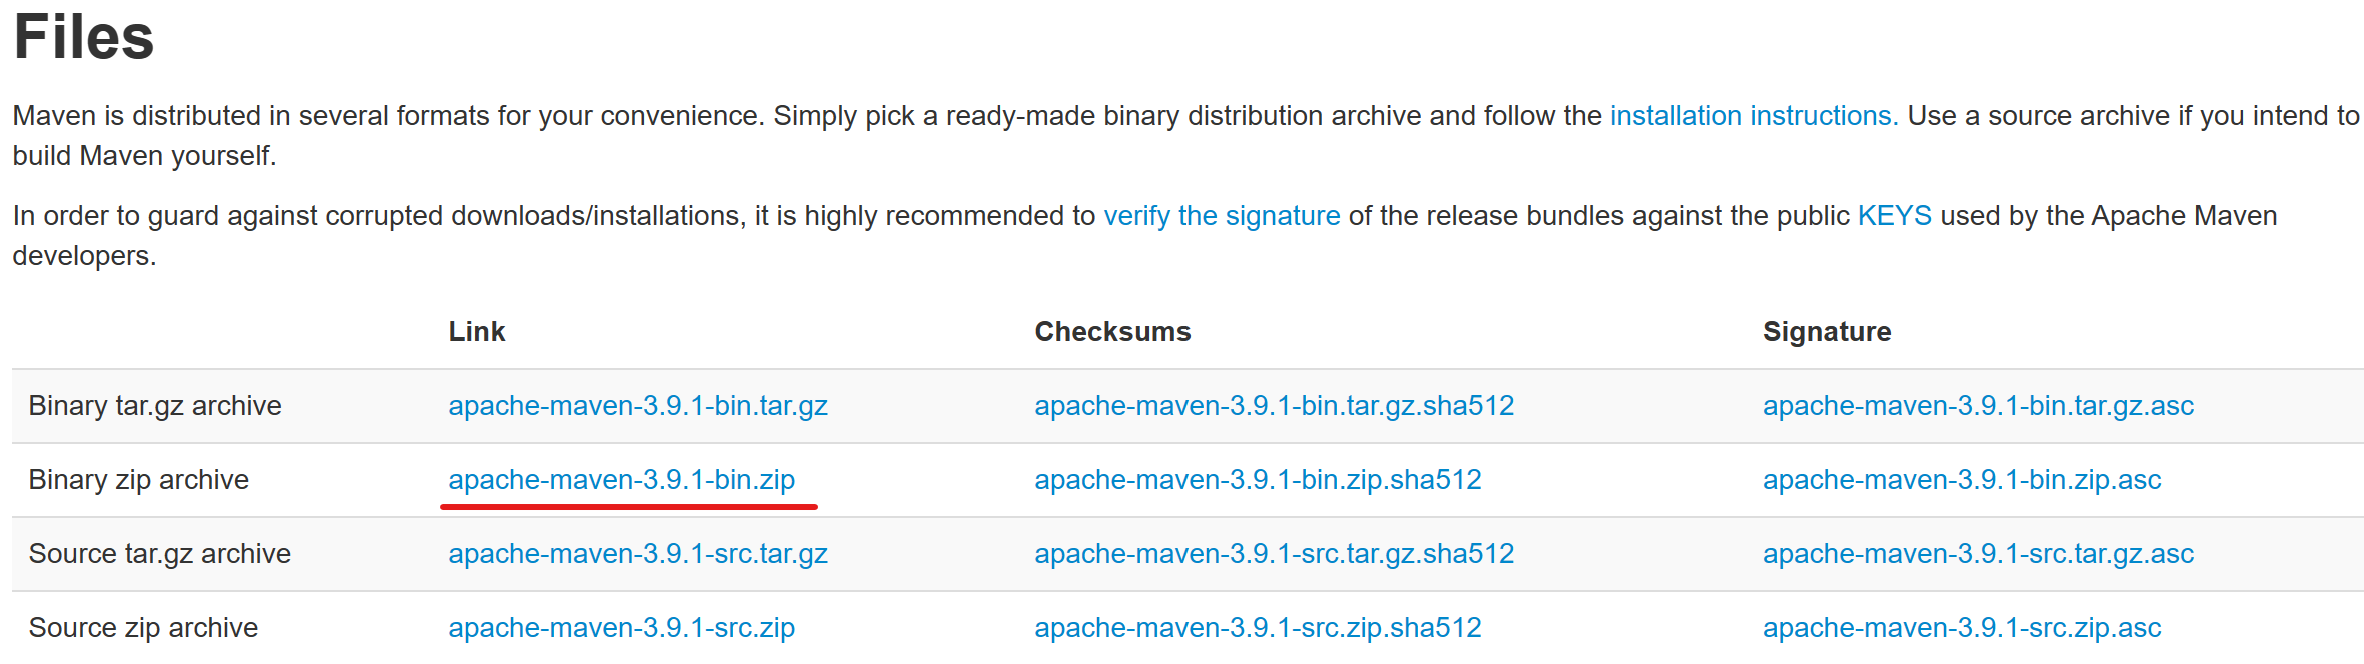 Files
Maven is distributed in several formats for your convenience. Simply pick a ready-made binary distribution archive and follow the installation instructions. Use a source archive if you intend to
build Maven yourself.
In order to guard against corrupted downloads/installations, it is highly recommended to verify the signature of the release bundles against the public KEYS used by the Apache Maven
developers.
Link Checksums Signature
Binary tar.gz archive apache-maven-3.9.1-bin.tar.gz apache-maven-3.9.1-bin.tar.gz.sha512 apache-maven-3.9.1-bin.tar.gz.asc
Binary zip archive apache-maven-3.9.1-bin.zip apache-maven-3.9.1-bin.zip.sha512 apache-maven-3.9.1-bin.zip.asc
Source tar.gz archive apache-maven-3.9.1-src.tar.gz apache-maven-3.9.1-src.tar.gz.sha512 apache-maven-3.9.1-src.tar.gz.asc
Source zip archive apache-maven-3.9.1-src.zip apache-maven-3.9.1-src.zip.sha512 apache-maven-3.9.1-src.zip.asc